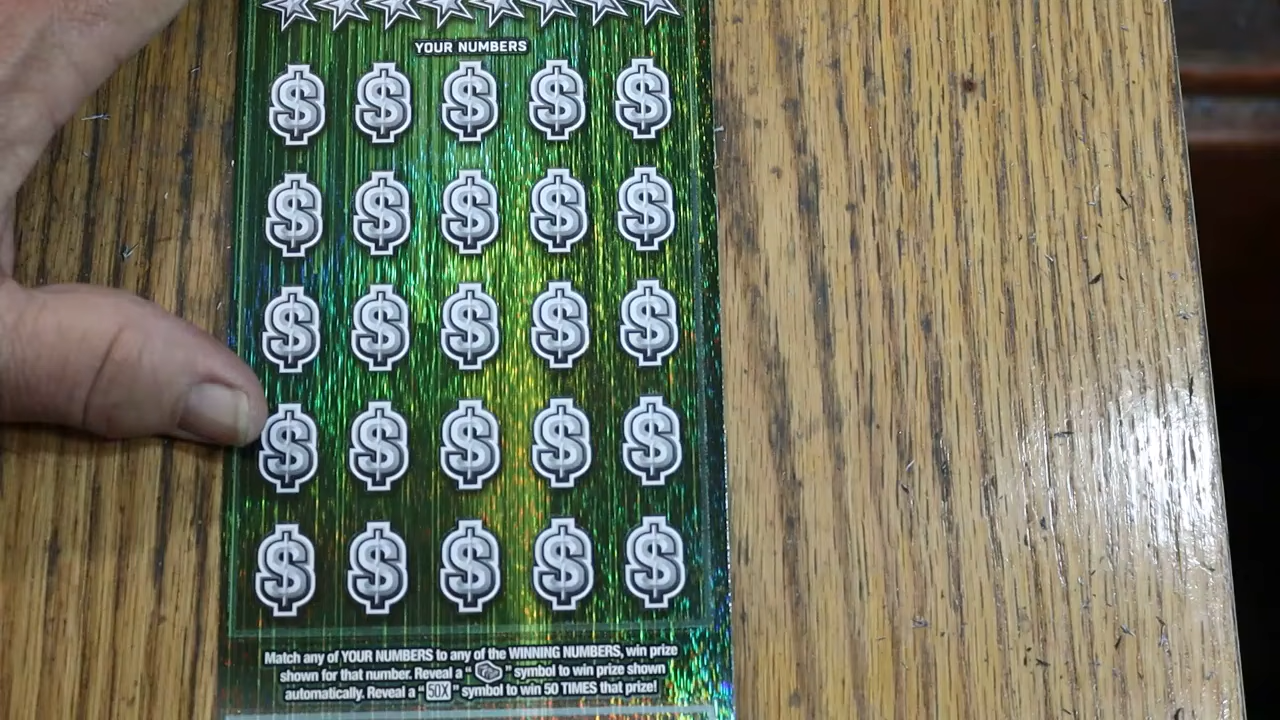 YOUR NUMBERS
$ $ $ $ $
$ $ $ $ $
$ $ $ $ $
$ $ $ $ $
$ $ $ $ $
Match any of YOUR NUMBERS to any of the WINNING NUMBERS, win prize
shown for that number. Reveal a " " symbol to win prize shown
automatically. Reveal a "50X" symbol to win 50 TIMES that prize!